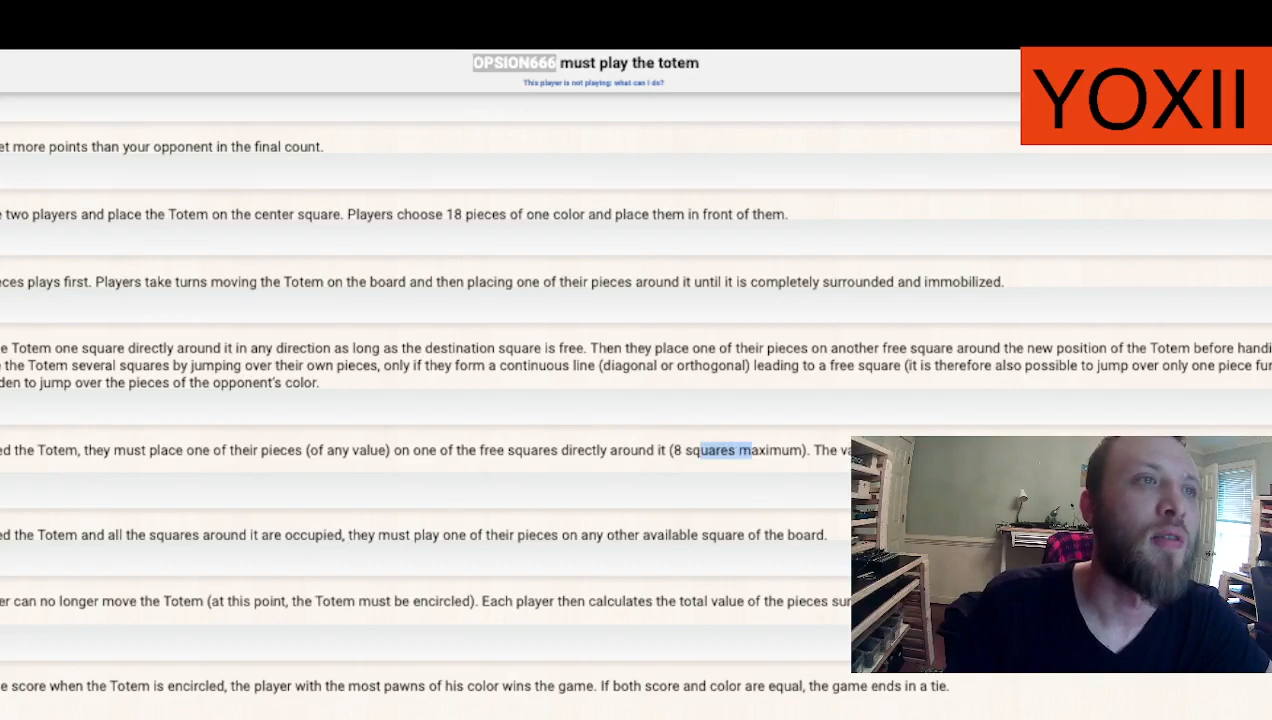 OPSION666 must play the totem
This player is not playing: what can I do?
YOXII
et more points than your opponent in the final count.
two players and place the Totem on the center square. Players choose 18 pieces of one color and place them in front of them.
plays first. Players take turns moving the Totem on the board and then placing one of their pieces around it until it is completely surrounded and immobilized.
e Totem one square directly around it in any direction as long as the destination square is free. Then they place one of their pieces on another free square around the new position of the Totem before
the Totem several squares by jumping over their own pieces, only if they form a continuous line (diagonal or orthogonal) leading to a free square (it is therefore also possible to jump over only one piece
den to jump over the pieces of the opponent's color.
ed the Totem, they must place one of their pieces (of any value) on one of the free squares directly around it (8 squares maximum). The
ed the Totem and all the squares around it are occupied, they must play one of their pieces on any other available square of the board.
er can no longer move the Totem (at this point, the Totem must be encircled). Each player then calculates the total value of the pieces
e score when the Totem is encircled, the player with the most pawns of his color wins the game. If both score and color are equal, the game ends in a tie.